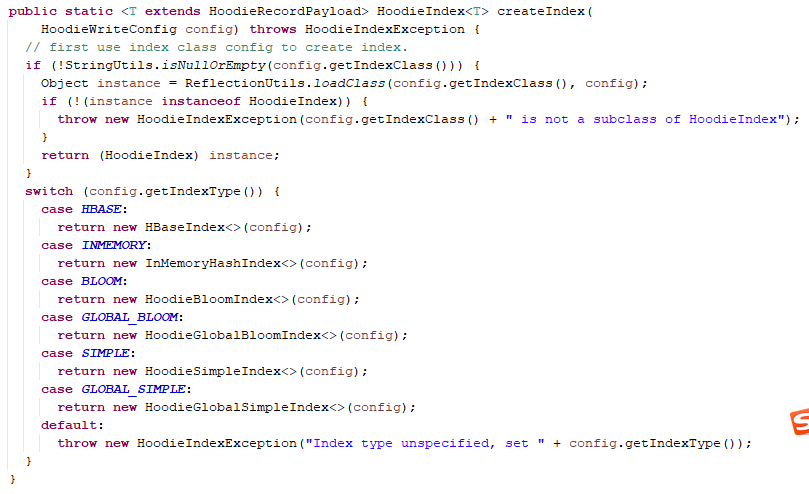 public static <T extends HoodieRecordPayload> HoodieIndex<T> createIndex(
    HoodieWriteConfig config) throws HoodieIndexException {
  // first use index class config to create index.
  if (!StringUtils.isNullOrEmpty(config.getIndexClass())) {
    Object instance = ReflectionUtils.loadClass(config.getIndexClass(), config);
    if (!(instance instanceof HoodieIndex)) {
      throw new HoodieIndexException(config.getIndexClass() + " is not a subclass of HoodieIndex");
    }
    return (HoodieIndex) instance;
  }
  switch (config.getIndexType()) {
    case HBASE:
      return new HBaseIndex<>(config);
    case INMEMORY:
      return new InMemoryHashIndex<>(config);
    case BLOOM:
      return new HoodieBloomIndex<>(config);
    case GLOBAL_BLOOM:
      return new HoodieGlobalBloomIndex<>(config);
    case SIMPLE:
      return new HoodieSimpleIndex<>(config);
    case GLOBAL_SIMPLE:
      return new HoodieGlobalSimpleIndex<>(config);
    default:
      throw new HoodieIndexException("Index type unspecified, set " + config.getIndexType());
  }
}